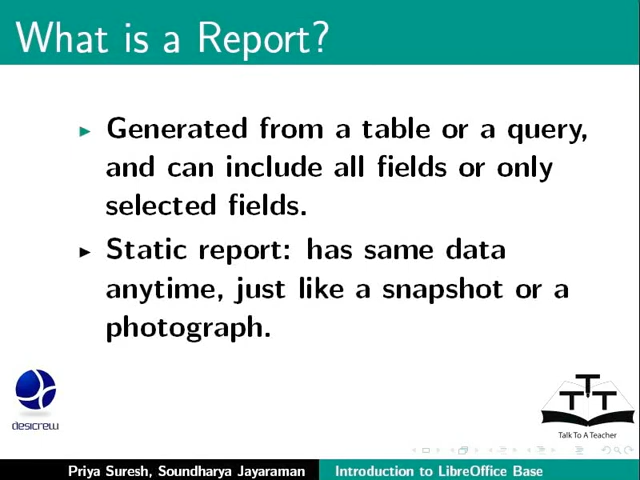 What is a Report?
Generated from a table or a query,
and can include all fields or only
selected fields.
Static report: has same data
anytime, just like a snapshot or a
photograph.
desicrew
T T T
Talk To A Teacher
Priya Suresh, Soundharya Jayaraman
Introduction to LibreOffice Base